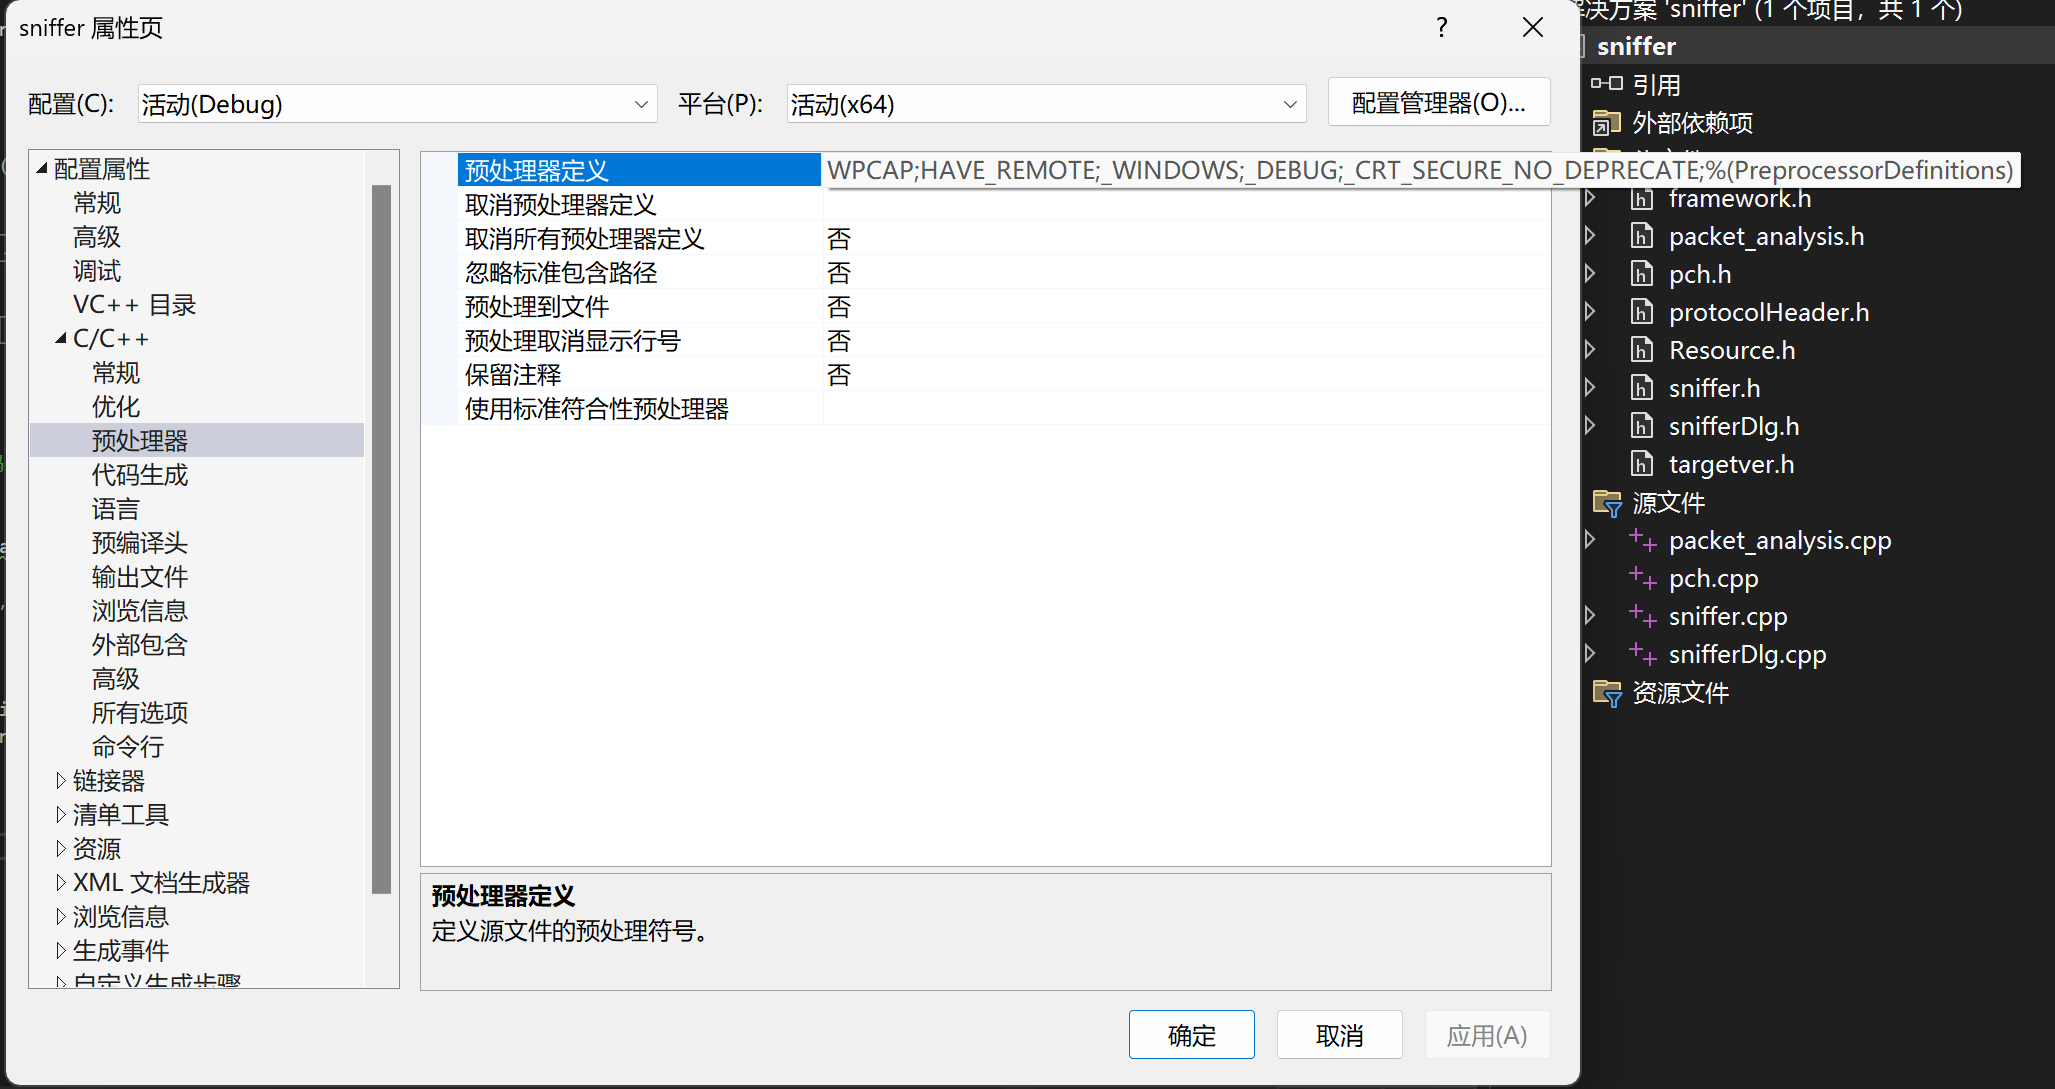 sniffer 属性页
?
配置(C):
活动(Debug)
平台(P):
活动(x64)
配置管理器(O)...
配置属性
常规
高级
调试
VC++ 目录
C/C++
常规
优化
预处理器
代码生成
语言
预编译头
输出文件
浏览信息
外部包含
高级
所有选项
命令行
链接器
清单工具
资源
XML 文档生成器
浏览信息
生成事件
自定义生成步骤
预处理器定义
WPCAP;HAVE_REMOTE;_WINDOWS;_DEBUG;_CRT_SECURE_NO_DEPRECATE;%(PreprocessorDefinitions)
取消预处理器定义
取消所有预处理器定义 否
忽略标准包含路径 否
预处理到文件 否
预处理取消显示行号 否
保留注释 否
使用标准符合性预处理器
预处理器定义
定义源文件的预处理符号。
确定
取消
应用(A)
解决方案 'sniffer' (1 个项目，共 1 个)
sniffer
引用
外部依赖项
framework.h
packet_analysis.h
pch.h
protocolHeader.h
Resource.h
sniffer.h
snifferDlg.h
targetver.h
源文件
packet_analysis.cpp
pch.cpp
sniffer.cpp
snifferDlg.cpp
资源文件